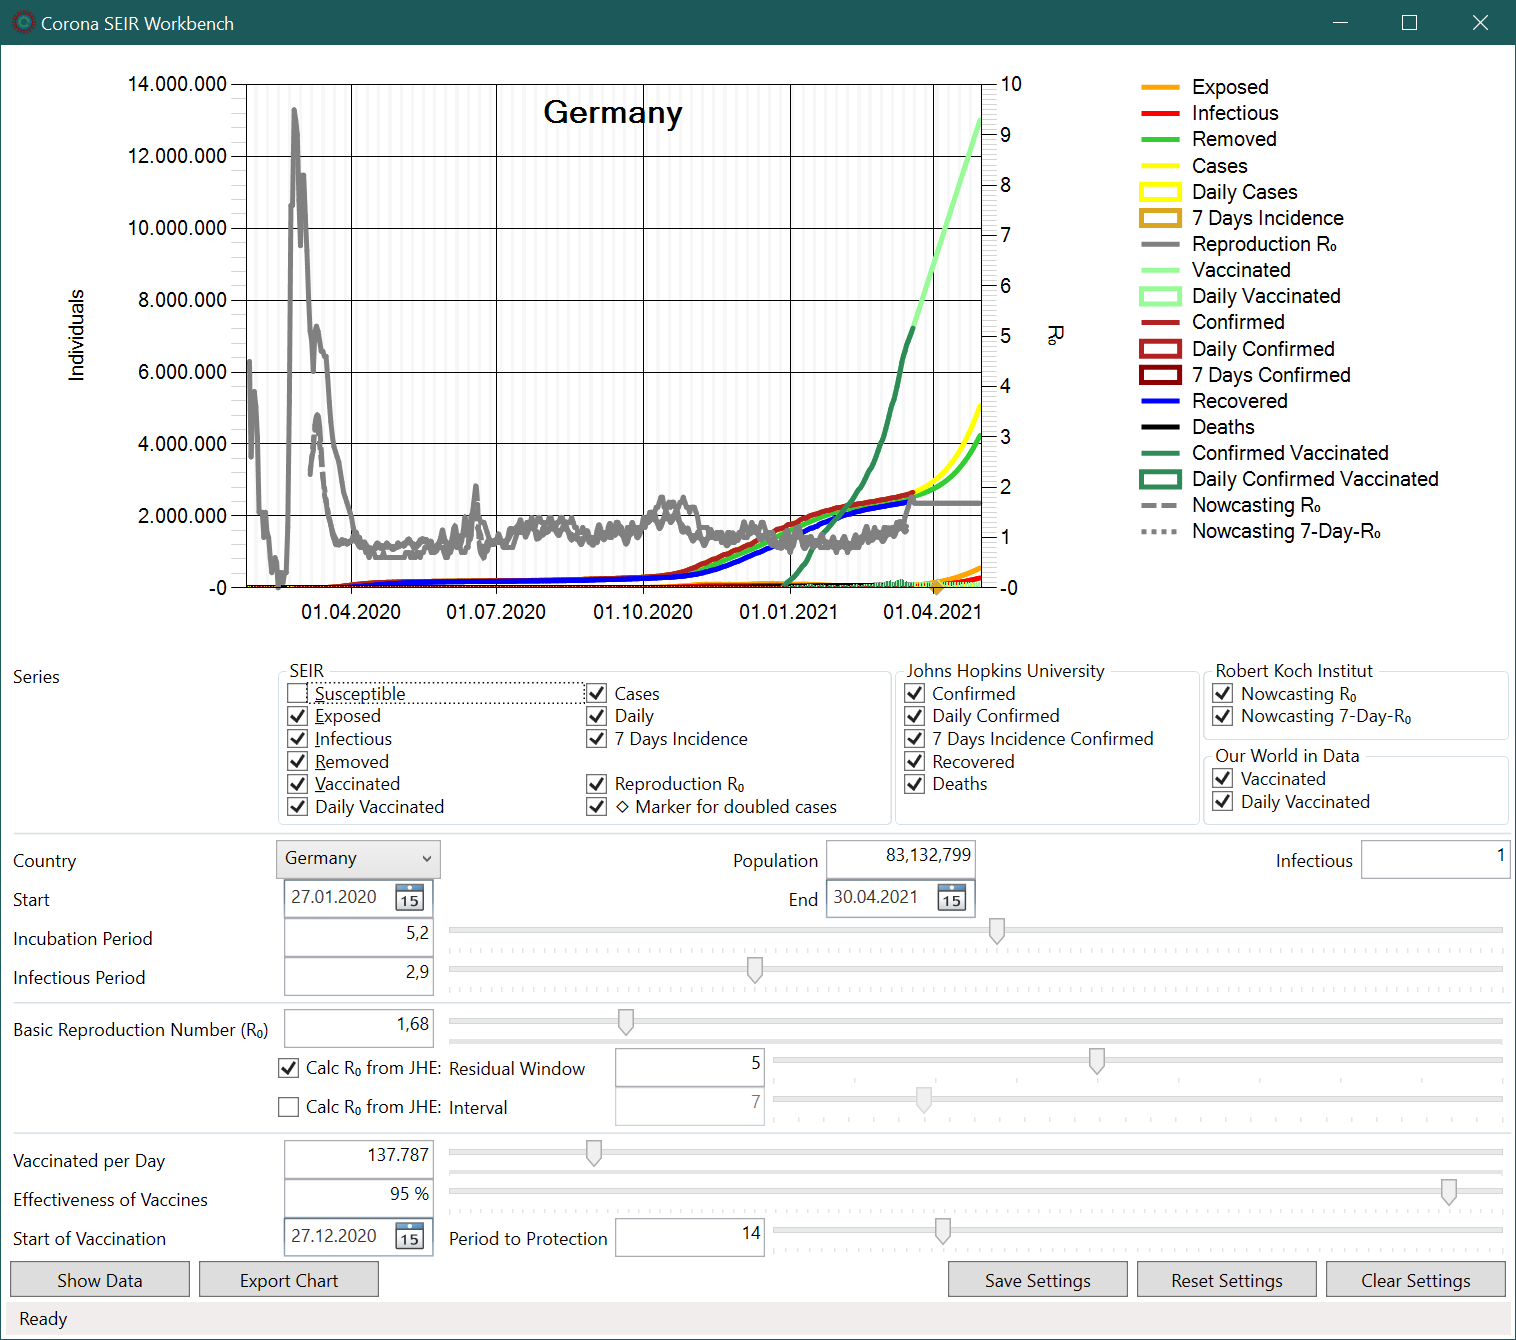 Corona SEIR Workbench
Germany
Individuals
14.000.000
12.000.000
10.000.000
8.000.000
6.000.000
4.000.000
2.000.000
-0
10
9
8
7
6
5
4
3
2
1
-0
R₀
01.04.2020
01.07.2020
01.10.2020
01.01.2021
01.04.2021
Exposed
Infectious
Removed
Cases
Daily Cases
7 Days Incidence
Reproduction R₀
Vaccinated
Daily Vaccinated
Confirmed
Daily Confirmed
7 Days Confirmed
Recovered
Deaths
Confirmed Vaccinated
Daily Confirmed Vaccinated
Nowcasting R₀
Nowcasting 7-Day-R₀
Series
SEIR
Susceptible
Exposed
Infectious
Removed
Vaccinated
Daily Vaccinated
Cases
Daily
7 Days Incidence
Reproduction R₀
◇ Marker for doubled cases
Johns Hopkins University
Confirmed
Daily Confirmed
7 Days Incidence Confirmed
Recovered
Deaths
Robert Koch Institut
Nowcasting R₀
Nowcasting 7-Day-R₀
Our World in Data
Vaccinated
Daily Vaccinated
Country Germany Population 83,132,799 Infectious 1
Start 27.01.2020 15 End 30.04.2021 15
Incubation Period 5,2
Infectious Period 2,9
Basic Reproduction Number (R₀) 1,68
Calc R₀ from JHE: Residual Window 5
Calc R₀ from JHE: Interval 7
Vaccinated per Day 137.787
Effectiveness of Vaccines 95 %
Start of Vaccination 27.12.2020 15 Period to Protection 14
Show Data Export Chart Save Settings Reset Settings Clear Settings
Ready